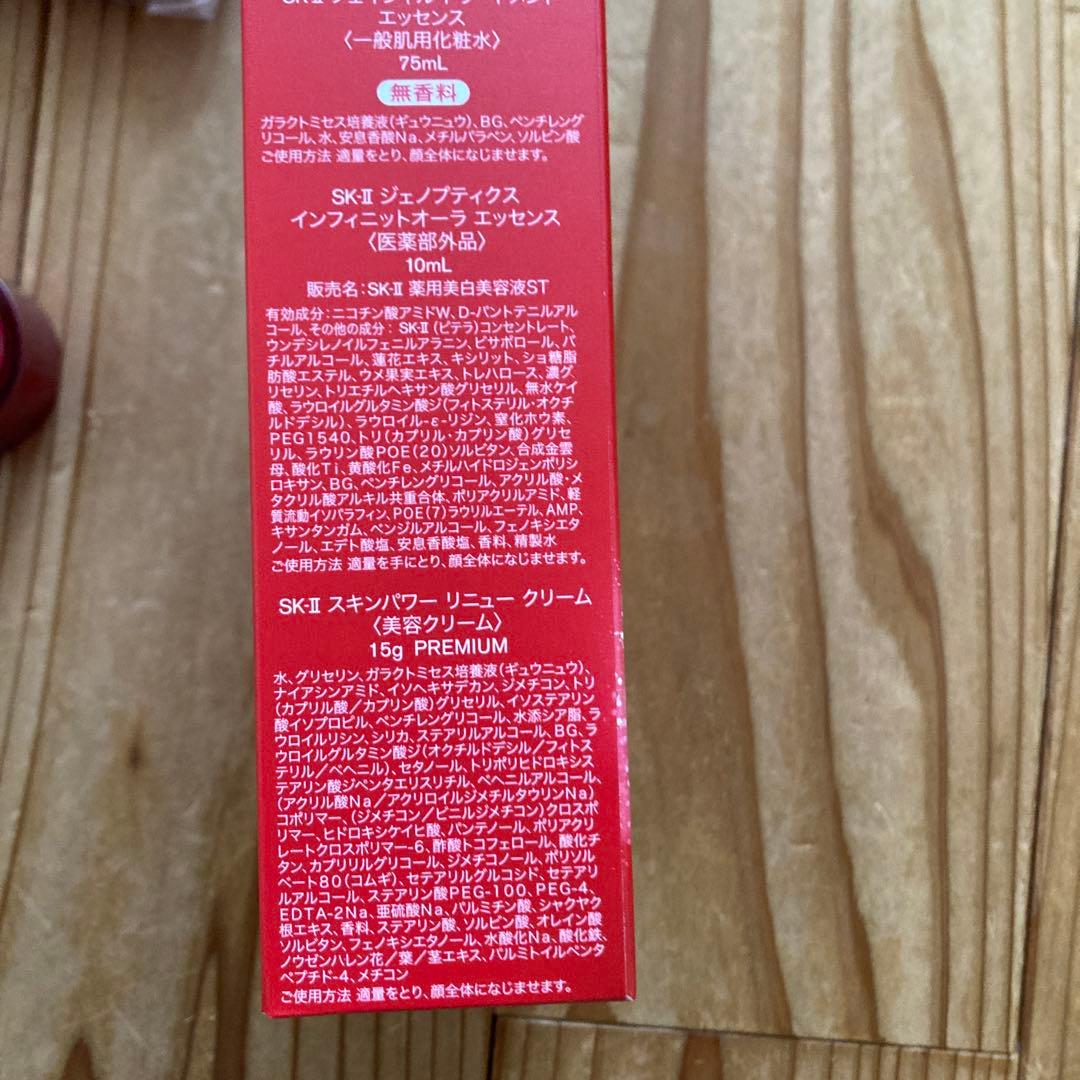 SK-II フェイシャル トリートメント
エッセンス
〈一般肌用化粧水〉
75mL
無香料
ガラクトミセス培養液(ギュウニュウ)、BG、ペンチレング
リコール、水、安息香酸Na、メチルパラベン、ソルビン酸
ご使用方法 適量をとり、顔全体になじませます。
SK-II ジェノプティクス
インフィニットオーラ エッセンス
〈医薬部外品〉
10mL
販売名:SK-II 薬用美白美容液ST
有効成分:ニコチン酸アミドW、D-パントテニルアル
コール、その他の成分: SK-II (ピテラ)コンセントレート、
ウンデシレノイルフェニルアラニン、ビサボロール、バ
チルアルコール、蓮花エキス、キシリット、ショ糖脂
肪酸エステル、ウメ果実エキス、トレハロース、濃グ
リセリン、トリエチルヘキサン酸グリセリル、無水ケイ
酸、ラウロイルグルタミン酸ジ(フィトステリル・オクチ
ルドデシル)、ラウロイル-ε-リジン、窒化ホウ素、
PEG1540、トリ(カプリル・カプリン酸)グリセ
リル、ラウリン酸POE(20)ソルビタン、合成金雲
母、酸化Ti、黄酸化Fe、メチルハイドロジェンポリシ
ロキサン、BG、ペンチレングリコール、アクリル酸・メ
タクリル酸アルキル共重合体、ポリアクリルアミド、軽
質流動イソパラフィン、POE(7)ラウリルエーテル、AMP、
キサンタンガム、ベンジルアルコール、フェノキシエタ
ノール、エデト酸塩、安息香酸塩、香料、精製水
ご使用方法 適量を手にとり、顔全体になじませます。
SK-II スキンパワー リニュー クリーム
〈美容クリーム〉
15g PREMIUM
水、グリセリン、ガラクトミセス培養液(ギュウニュウ)、
ナイアシンアミド、イソヘキサデカン、ジメチコン、トリ
(カプリル酸/カプリン酸)グリセリル、イソステアリン
酸イソプロピル、ペンチレングリコール、水添シア脂、ラ
ウロイルリシン、シリカ、ステアリルアルコール、BG、ラ
ウロイルグルタミン酸ジ(オクチルドデシル/フィトス
テリル/ベヘニル)、セタノール、トリポリヒドロキシス
テアリン酸ジペンタエリスリチル、ベヘニルアルコール、
(アクリル酸Na/アクリロイルジメチルタウリンNa)
コポリマー、(ジメチコン/ビニルジメチコン)クロスポ
リマー、ヒドロキシケイヒ酸、パンテノール、ポリアクリ
レートクロスポリマー-6、酢酸トコフェロール、酸化チ
タン、カプリリルグリコール、ジメチコノール、ポリソル
ベート80(コムギ)、セテアリルグルコシド、セテアリ
ルアルコール、ステアリン酸PEG-100、PEG-4、
EDTA-2Na、亜硫酸Na、パルミチン酸、シャクヤク
根エキス、香料、ステアリン酸、ソルビン酸、オレイン酸
ソルビタン、フェノキシエタノール、水酸化Na、酸化鉄
ノウゼンハレン花/葉/茎エキス、パルミトイルペンタ
ペプチド-4、メチコン
ご使用方法 適量をとり、顔全体になじませます。